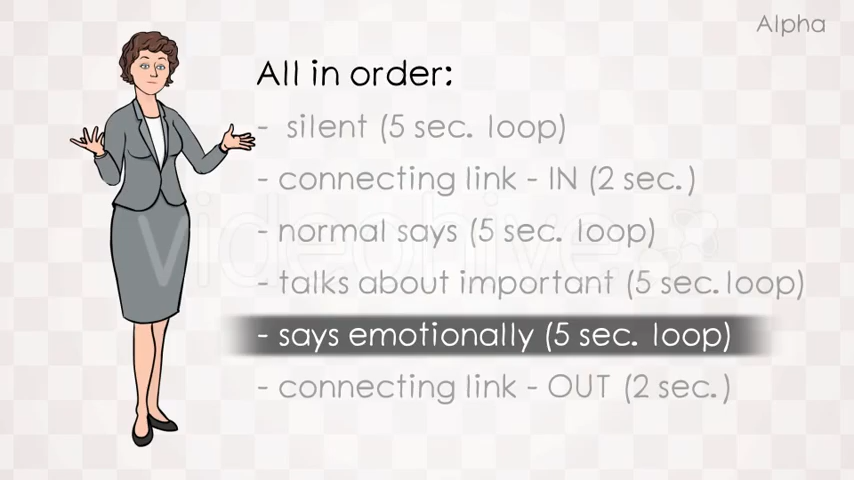 Alpha
All in order:
- silent (5 sec. loop)
- connecting link - IN (2 sec.)
- normal says (5 sec. loop)
videohive
- talks about important (5 sec. loop)
- says emotionally (5 sec. loop)
- connecting link - OUT (2 sec.)